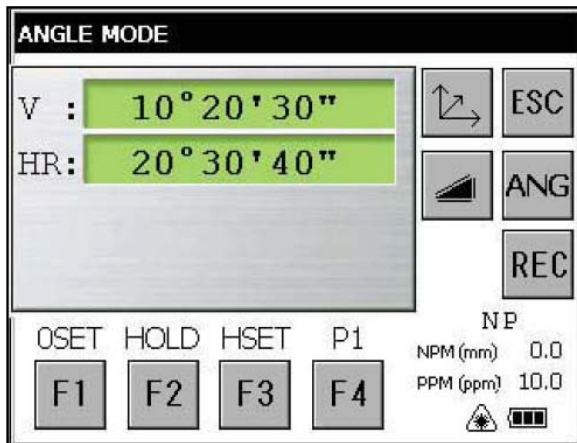 ANGLE MODE
V : 10°20'30"
ESC
HR: 20°30'40"
ANG
REC
0SET HOLD HSET P1
F1 F2 F3 F4
NP
NPM (mm) 0.0
PPM (ppm) 10.0